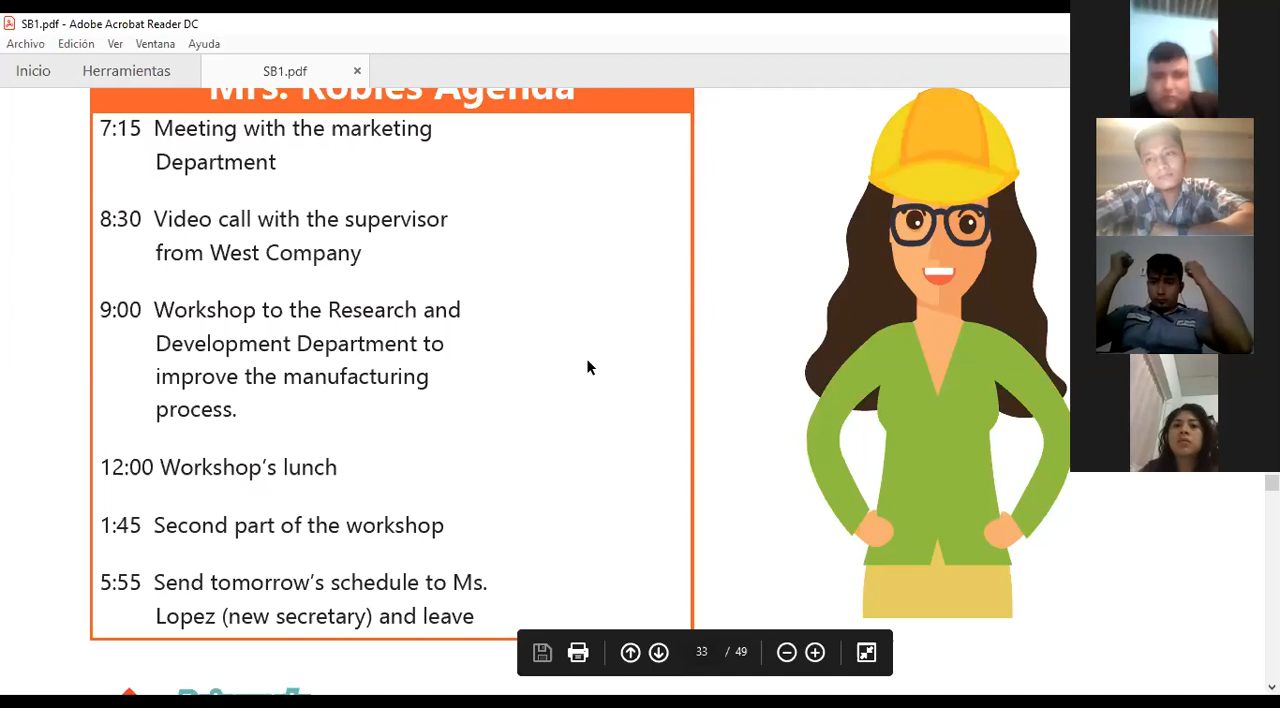 SB1.pdf - Adobe Acrobat Reader DC
Archivo Edición Ver Ventana Ayuda
Inicio Herramientas SB1.pdf ×
Mrs. Robles Agenda
7:15 Meeting with the marketing
Department
8:30 Video call with the supervisor
from West Company
9:00 Workshop to the Research and
Development Department to
improve the manufacturing
process.
12:00 Workshop's lunch
1:45 Second part of the workshop
5:55 Send tomorrow's schedule to Ms.
Lopez (new secretary) and leave
33 / 49